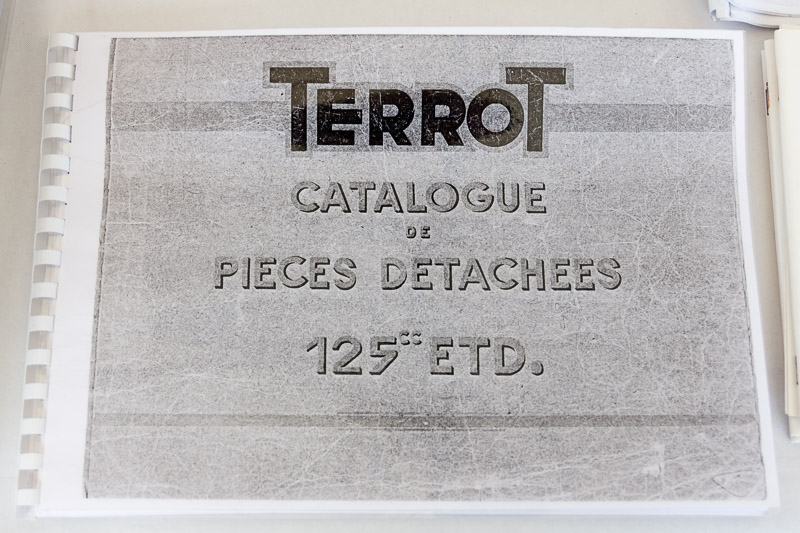 TERROT
CATALOGUE
DE
PIECES DETACHEES
125cc ETD.